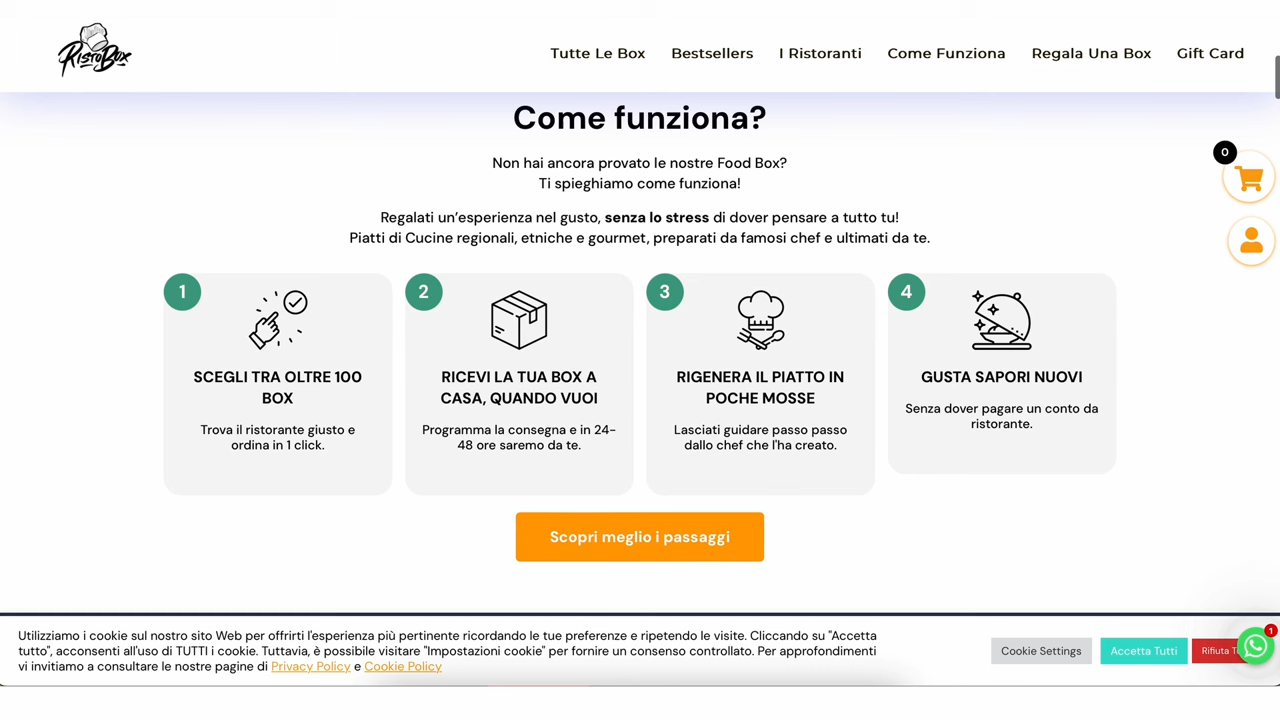 RistoBox
Tutte Le Box
Bestsellers
I Ristoranti
Come Funziona
Regala Una Box
Gift Card
Come funziona?
0
Non hai ancora provato le nostre Food Box?
Ti spieghiamo come funziona!
Regalati un’esperienza nel gusto, senza lo stress di dover pensare a tutto tu!
Piatti di Cucine regionali, etniche e gourmet, preparati da famosi chef e ultimati da te.
1
SCEGLI TRA OLTRE 100
BOX
Trova il ristorante giusto e
ordina in 1 click.
2
RICEVI LA TUA BOX A
CASA, QUANDO VUOI
Programma la consegna e in 24-
48 ore saremo da te.
3
RIGENERA IL PIATTO IN
POCHE MOSSE
Lasciati guidare passo passo
dallo chef che l'ha creato.
4
GUSTA SAPORI NUOVI
Senza dover pagare un conto da
ristorante.
Scopri meglio i passaggi
Utilizziamo i cookie sul nostro sito Web per offrirti l'esperienza più pertinente ricordando le tue preferenze e ripetendo le visite. Cliccando su "Accetta
tutto", acconsenti all'uso di TUTTI i cookie. Tuttavia, è possibile visitare "Impostazioni cookie" per fornire un consenso controllato. Per approfondimenti
vi invitiamo a consultare le nostre pagine di Privacy Policy e Cookie Policy
Cookie Settings
Accetta Tutti
Rifiuta
1